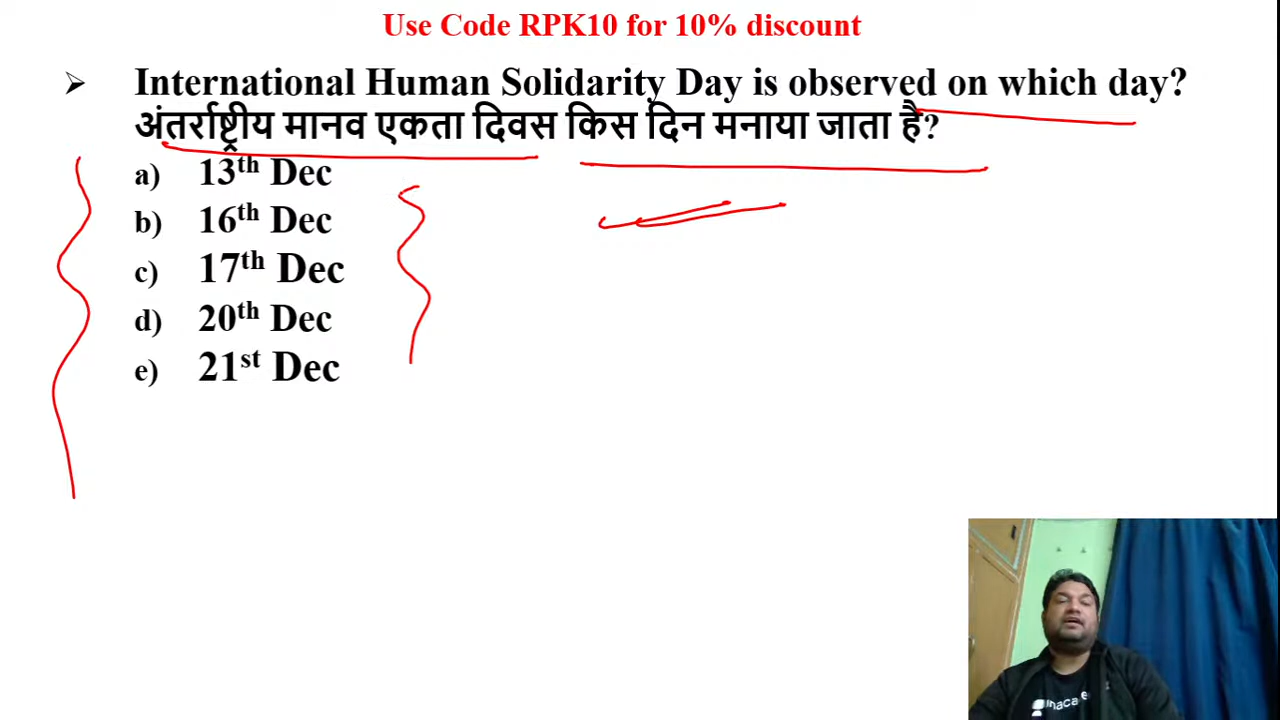 Use Code RPK10 for 10% discount
➢ International Human Solidarity Day is observed on which day?
अंतर्राष्ट्रीय मानव एकता दिवस किस दिन मनाया जाता है?
a) 13th Dec
b) 16th Dec
c) 17th Dec
d) 20th Dec
e) 21st Dec